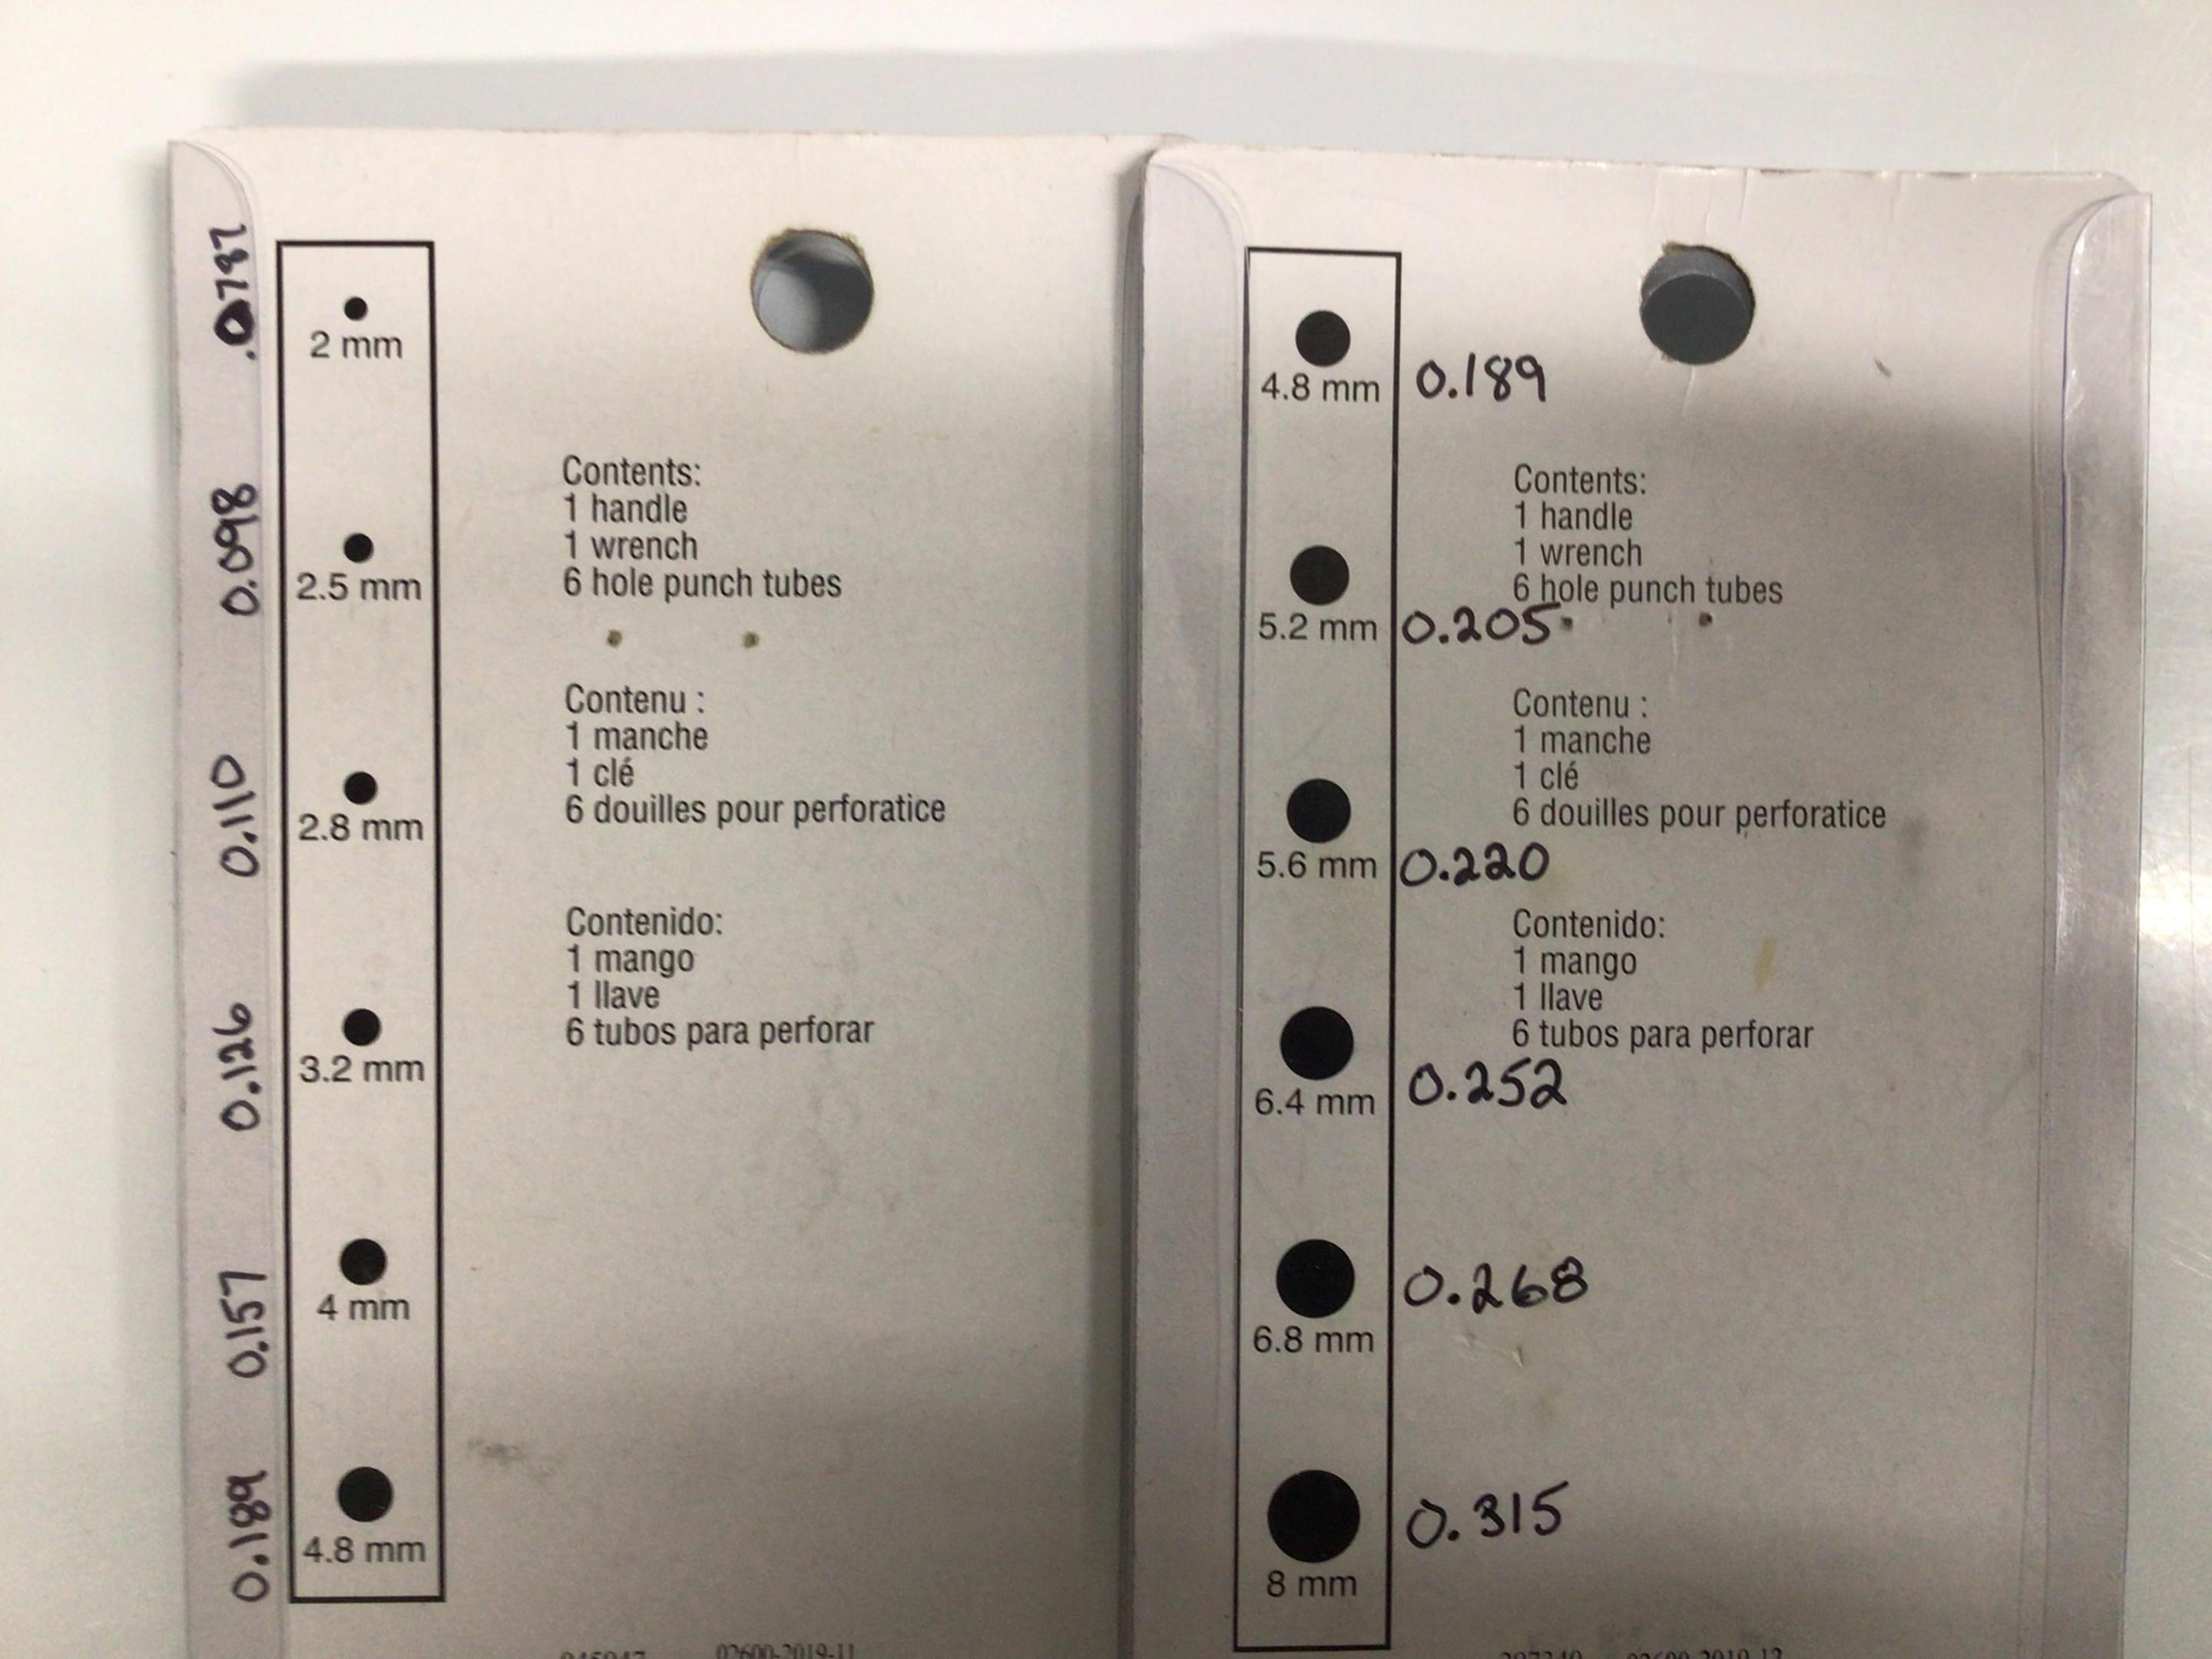 .0787
2 mm
0.098
2.5 mm
0.110
2.8 mm
0.126
3.2 mm
0.157
4 mm
0.189
4.8 mm
Contents:
1 handle
1 wrench
6 hole punch tubes
Contenu :
1 manche
1 clé
6 douilles pour perforatice
Contenido:
1 mango
1 llave
6 tubos para perforar
02600-2019-11
4.8 mm 0.189
5.2 mm 0.205
5.6 mm 0.220
6.4 mm 0.252
6.8 mm 0.268
8 mm 0.315
Contents:
1 handle
1 wrench
6 hole punch tubes
Contenu :
1 manche
1 clé
6 douilles pour perforatice
Contenido:
1 mango
1 llave
6 tubos para perforar